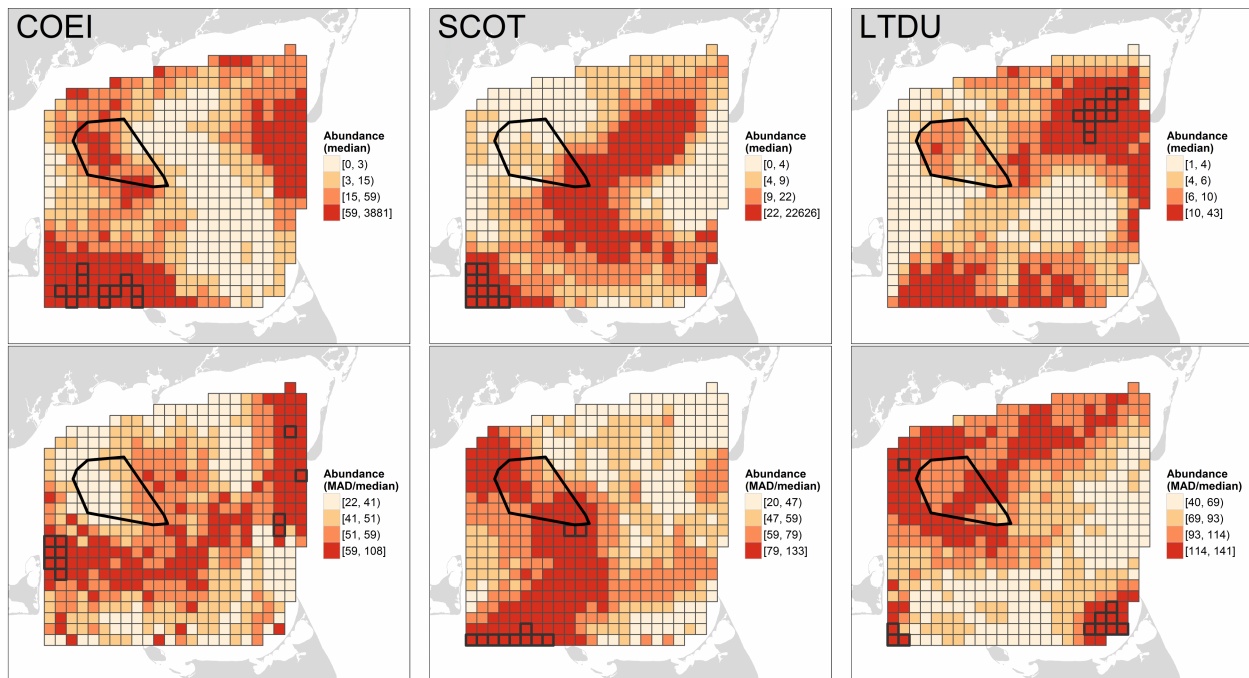 COEI
Abundance
(median)
[0, 3)
[3, 15)
[15, 59)
[59, 3881]
SCOT
Abundance
(median)
[0, 4)
[4, 9)
[9, 22)
[22, 22626]
LTDU
Abundance
(median)
[1, 4)
[4, 6)
[6, 10)
[10, 43]
Abundance
(MAD/median)
[22, 41)
[41, 51)
[51, 59)
[59, 108]
Abundance
(MAD/median)
[20, 47)
[47, 59)
[59, 79)
[79, 133]
Abundance
(MAD/median)
[40, 69)
[69, 93)
[93, 114)
[114, 141]